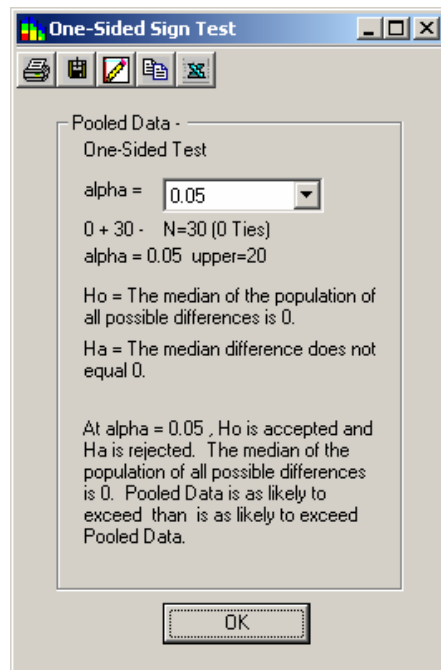 One-Sided Sign Test
Pooled Data -
One-Sided Test
alpha = 0.05
0 + 30 - N=30 (0 Ties)
alpha = 0.05 upper=20
Ho = The median of the population of
all possible differences is 0.
Ha = The median difference does not
equal 0.
At alpha = 0.05 , Ho is accepted and
Ha is rejected. The median of the
population of all possible differences
is 0. Pooled Data is as likely to
exceed than is as likely to exceed
Pooled Data.
OK